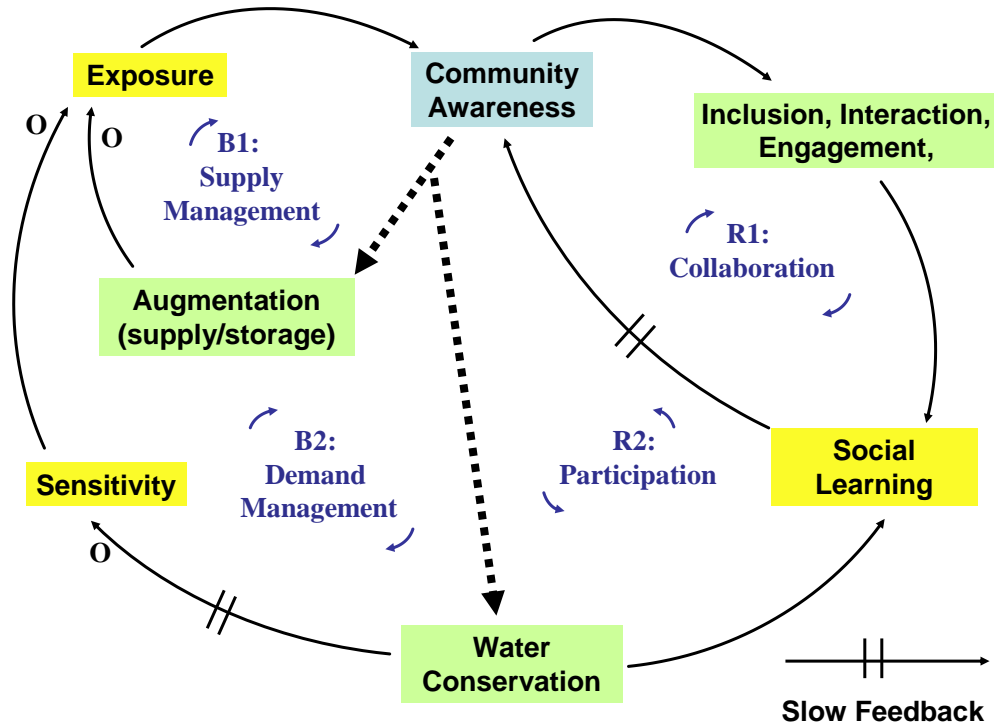 Exposure
Community
Awareness
Inclusion, Interaction,
Engagement,
O
O
B1:
Supply
Management
R1:
Collaboration
Augmentation
(supply/storage)
B2:
Demand
Management
R2:
Participation
Sensitivity
Social
Learning
O
Water
Conservation
Slow Feedback